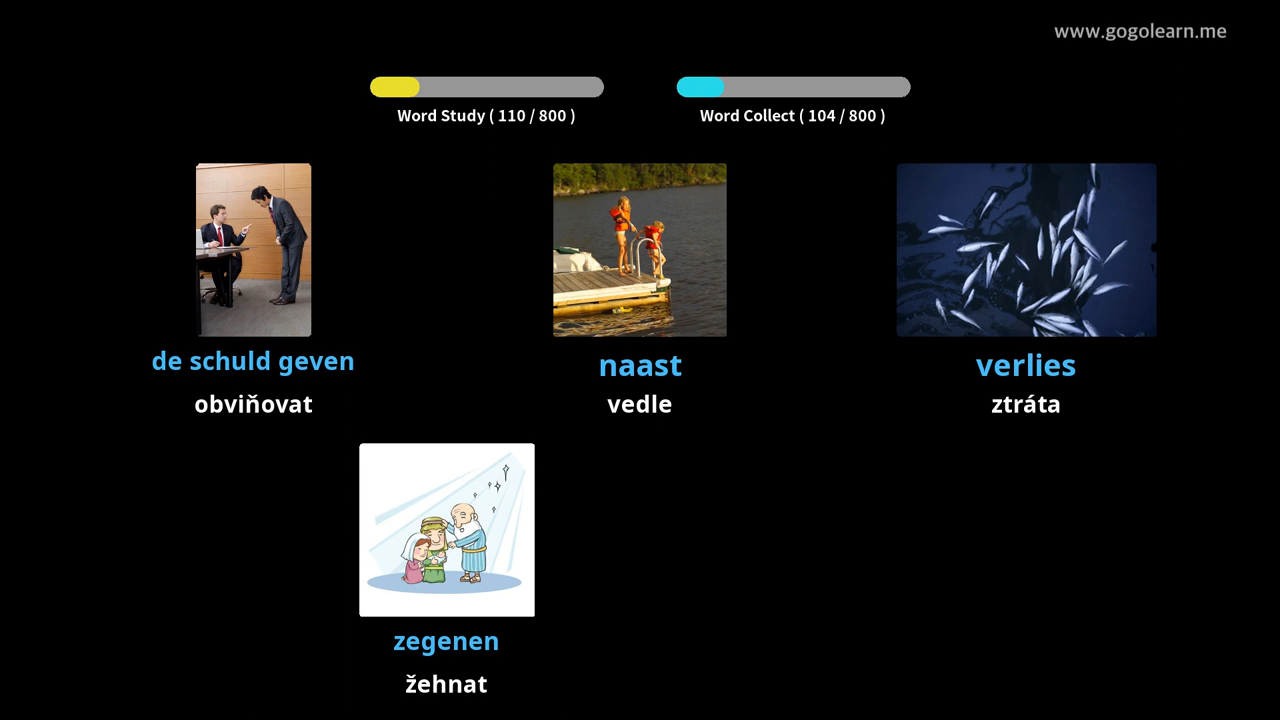 www.gogolearn.me
Word Study ( 110 / 800 )
Word Collect ( 104 / 800 )
de schuld geven
obviňovat
naast
vedle
verlies
ztráta
zegenen
žehnat